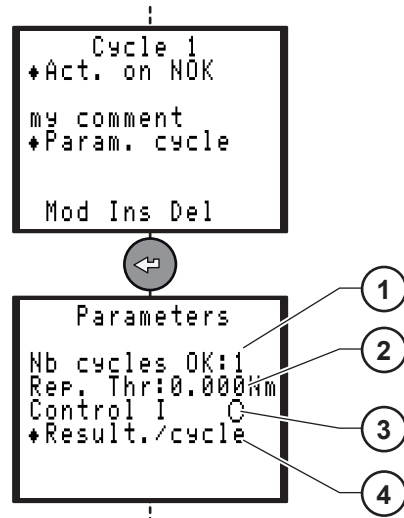 Cycle 1
♦Act. on NOK
my comment
♦Param. cycle
Mod Ins Del
Parameters
Nb cycles OK:1
Rep. Thr:0.000Nm
Control I
♦Result./cycle
1
2
3
4